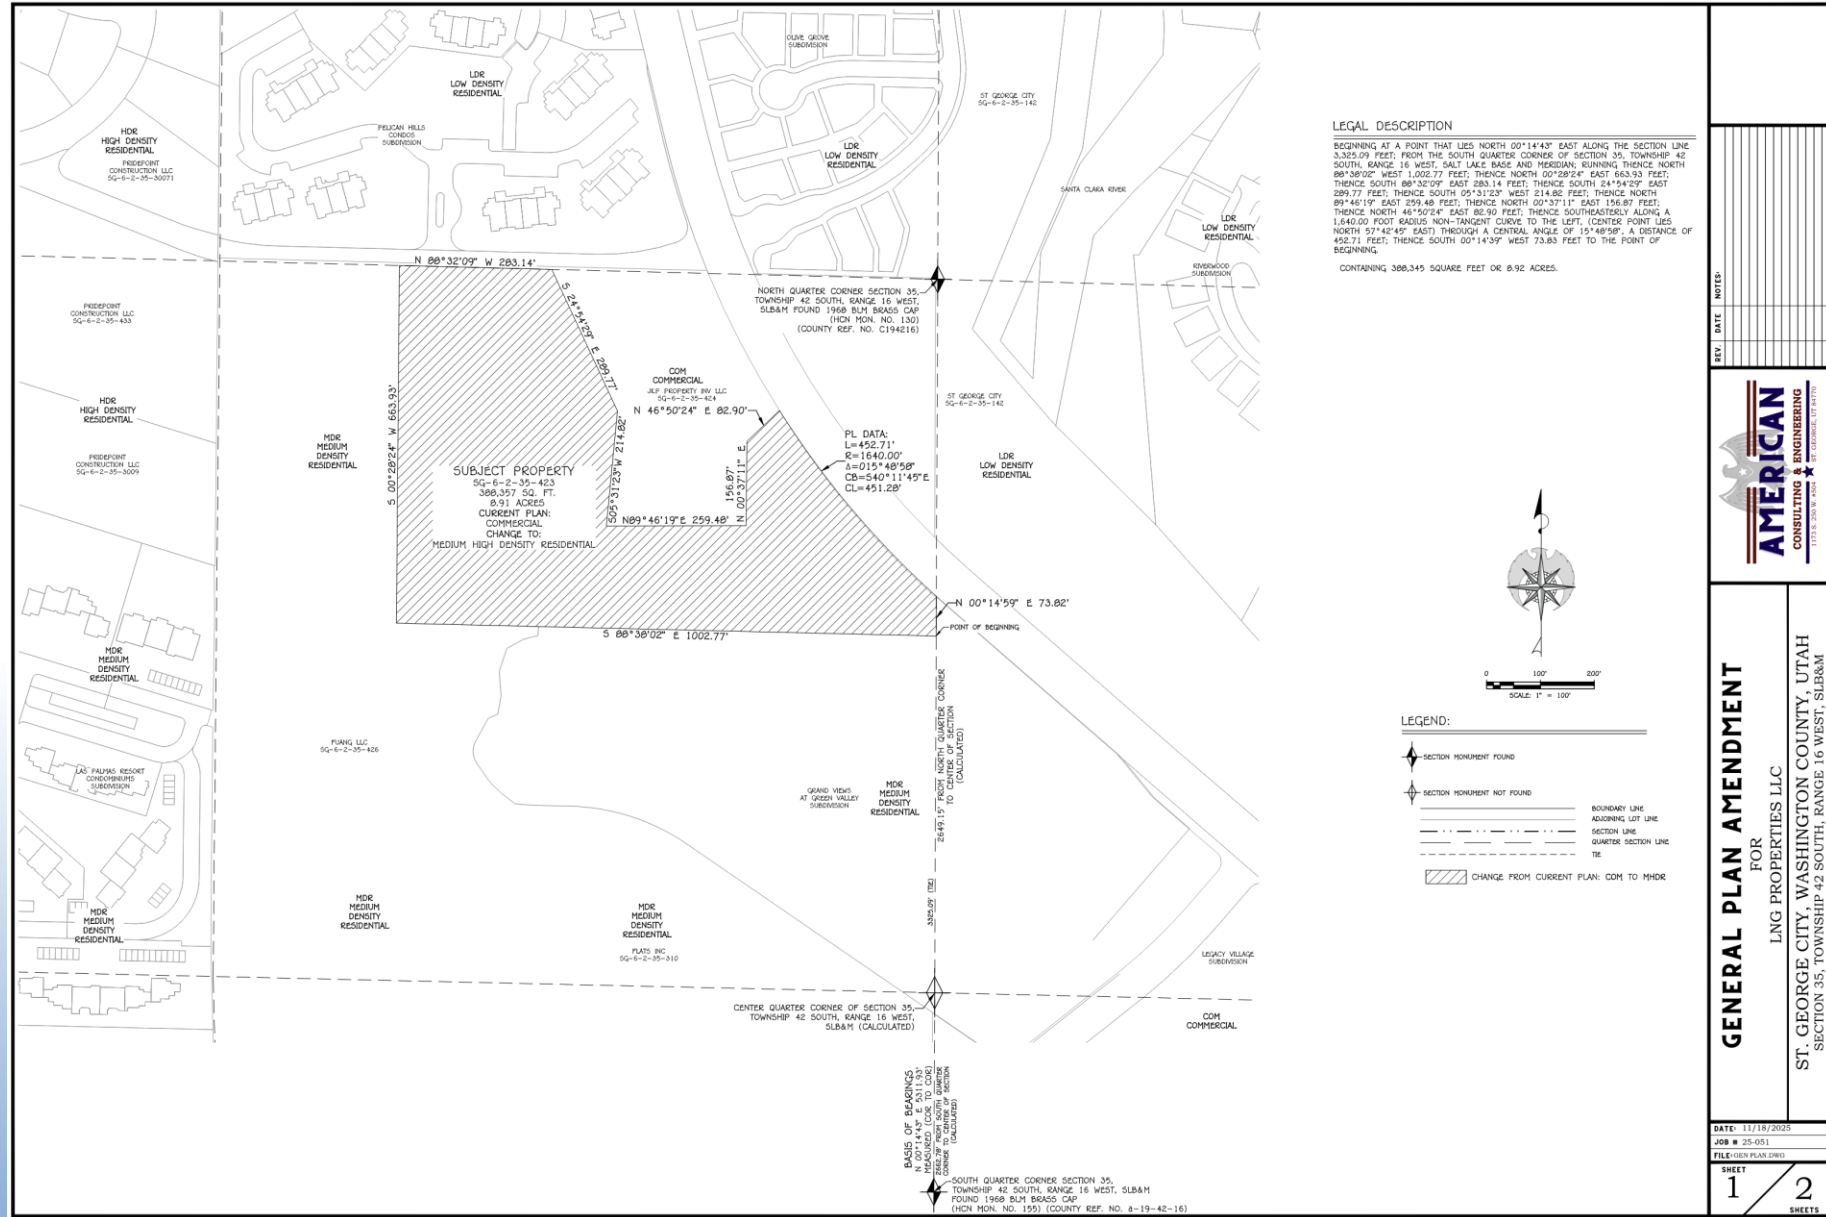 OLIVE GROVE
SUBDIVISION
LDR
LOW DENSITY
RESIDENTIAL
ST GEORGE CITY
SG-6-2-35-142
HDR
HIGH DENSITY
RESIDENTIAL
PRIDEPOINT
CONSTRUCTION LLC
SG-6-2-35-30071
PELICAN HILLS
CONDOS
SUBDIVISION
LDR
LOW DENSITY
RESIDENTIAL
SANTA CLARA RIVER
LDR
LOW DENSITY
RESIDENTIAL
RIVERWOOD
SUBDIVISION
N 88°32'09" W 283.14'
NORTH QUARTER CORNER SECTION 35,
TOWNSHIP 42 SOUTH, RANGE 16 WEST,
SLB&M FOUND 1968 BLM BRASS CAP
(HCN MON. NO. 130)
(COUNTY REF. NO. C194216)
PRIDEPOINT
CONSTRUCTION LLC
SG-6-2-35-433
S 24°54'29" E 289.77'
COM
COMMERCIAL
JLP PROPERTY INV LLC
SG-6-2-35-424
N 46°50'24" E 82.90'
ST GEORGE CITY
SG-6-2-35-142
HDR
HIGH DENSITY
RESIDENTIAL
S 00°28'24" W 663.93'
MDR
MEDIUM
DENSITY
RESIDENTIAL
PRIDEPOINT
CONSTRUCTION LLC
SG-6-2-35-3009
PL DATA:
L=452.71'
R=1640.00'
Δ=015°48'58"
CB=S40°11'45"E
CL=451.28'
LDR
LOW DENSITY
RESIDENTIAL
SUBJECT PROPERTY
SG-6-2-35-423
388,357 SQ. FT.
8.91 ACRES
CURRENT PLAN:
COMMERCIAL
CHANGE TO:
MEDIUM HIGH DENSITY RESIDENTIAL
S05°31'23"W 214.82'
N89°46'19"E 259.48'
N 00°37'11" E
156.87'
N 00°14'59" E 73.82'
POINT OF BEGINNING
S 88°38'02" E 1002.77'
MDR
MEDIUM
DENSITY
RESIDENTIAL
2649.15' FROM NORTH QUARTER CORNER
TO CENTER OF SECTION
(CALCULATED)
FUANG LLC
SG-6-2-35-426
LAS PALMAS RESORT
CONDOMINIUMS
SUBDIVISION
GRAND VIEWS
AT GREEN VALLEY
SUBDIVISION
MDR
MEDIUM
DENSITY
RESIDENTIAL
3325.09' (TIE)
MDR
MEDIUM
DENSITY
RESIDENTIAL
MDR
MEDIUM
DENSITY
RESIDENTIAL
MDR
MEDIUM
DENSITY
RESIDENTIAL
FLATS INC
SG-6-2-35-310
LEGACY VILLAGE
SUBDIVISION
CENTER QUARTER CORNER OF SECTION 35,
TOWNSHIP 42 SOUTH, RANGE 16 WEST,
SLB&M (CALCULATED)
COM
COMMERCIAL
BASIS OF BEARINGS
N 00°14'43" E 5311.93'
MEASURED (COR TO COR)
2662.78' FROM SOUTH QUARTER
CORNER TO CENTER OF SECTION
(CALCULATED)
SOUTH QUARTER CORNER SECTION 35,
TOWNSHIP 42 SOUTH, RANGE 16 WEST, SLB&M
FOUND 1968 BLM BRASS CAP
(HCN MON. NO. 155) (COUNTY REF. NO. 8-19-42-16)
LEGAL DESCRIPTION
BEGINNING AT A POINT THAT LIES NORTH 00°14'43" EAST ALONG THE SECTION LINE
3,325.09 FEET; FROM THE SOUTH QUARTER CORNER OF SECTION 35, TOWNSHIP 42
SOUTH, RANGE 16 WEST, SALT LAKE BASE AND MERIDIAN; RUNNING THENCE NORTH
88°38'02" WEST 1,002.77 FEET; THENCE NORTH 00°28'24" EAST 663.93 FEET;
THENCE SOUTH 88°32'09" EAST 283.14 FEET; THENCE SOUTH 24°54'29" EAST
289.77 FEET; THENCE SOUTH 05°31'23" WEST 214.82 FEET; THENCE NORTH
89°46'19" EAST 259.48 FEET; THENCE NORTH 00°37'11" EAST 156.87 FEET;
THENCE NORTH 46°50'24" EAST 82.90 FEET; THENCE SOUTHEASTERLY ALONG A
1,640.00 FOOT RADIUS NON-TANGENT CURVE TO THE LEFT, (CENTER POINT LIES
NORTH 57°42'45" EAST) THROUGH A CENTRAL ANGLE OF 15°48'58", A DISTANCE OF
452.71 FEET; THENCE SOUTH 00°14'39" WEST 73.83 FEET TO THE POINT OF
BEGINNING.
CONTAINING 388,345 SQUARE FEET OR 8.92 ACRES.
0 100' 200'
SCALE: 1" = 100'
LEGEND:
SECTION MONUMENT FOUND
SECTION MONUMENT NOT FOUND
BOUNDARY LINE
ADJOINING LOT LINE
SECTION LINE
QUARTER SECTION LINE
TIE
CHANGE FROM CURRENT PLAN: COM TO MHDR
REV. DATE NOTES:
AMERICAN
CONSULTING & ENGINEERING
1173 S. 250 W. #504 ★ ST. GEORGE, UT 84770
GENERAL PLAN AMENDMENT
FOR
LNG PROPERTIES LLC
ST. GEORGE CITY, WASHINGTON COUNTY, UTAH
SECTION 35, TOWNSHIP 42 SOUTH, RANGE 16 WEST, SLB&M
DATE: 11/18/2025
JOB # 25-051
FILE: GEN PLAN.DWG
SHEET
1
2
SHEETS